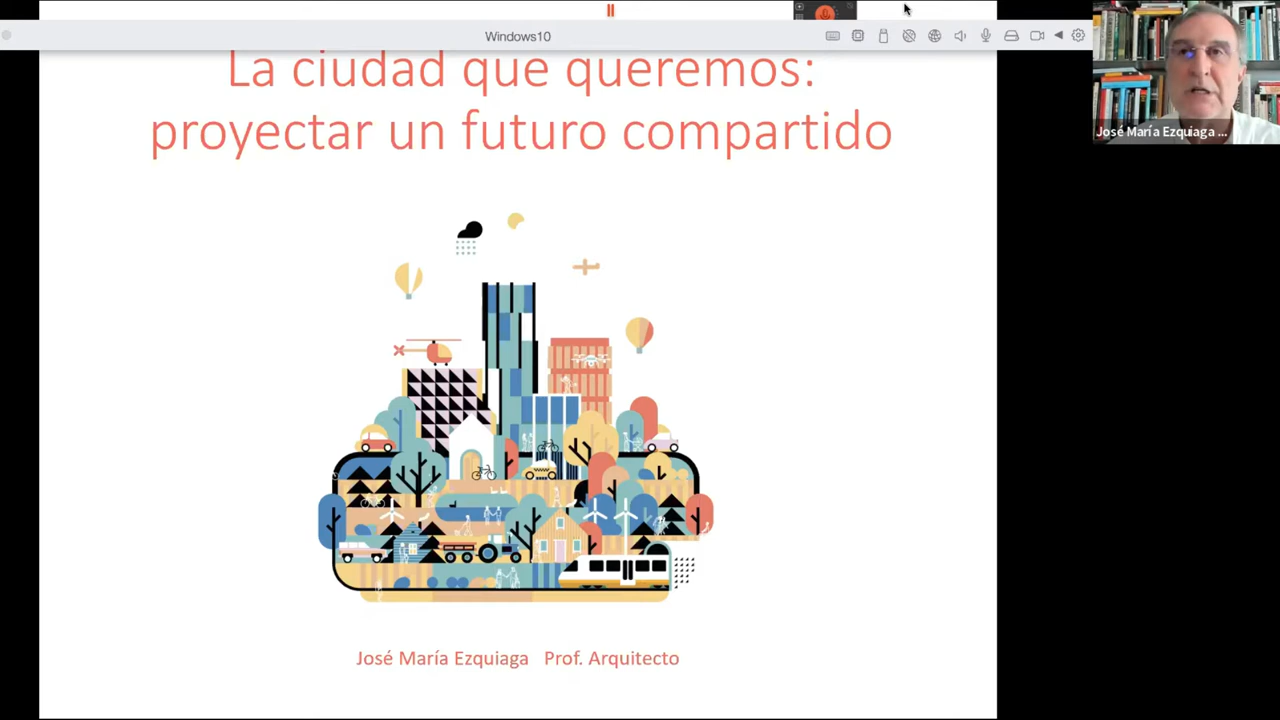 Windows10
La ciudad que queremos:
proyectar un futuro compartido
José María Ezquiaga ...
José María Ezquiaga Prof. Arquitecto